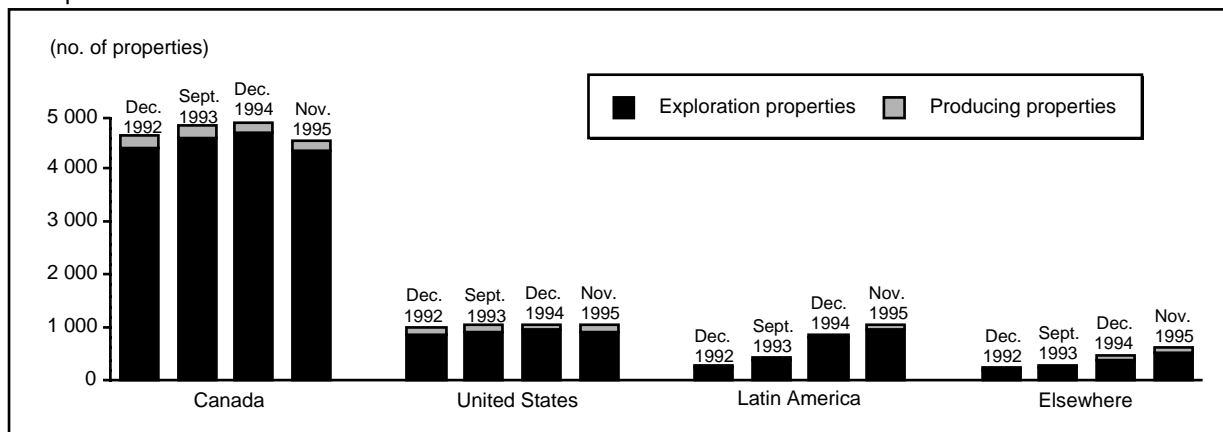 (no. of properties)
Exploration properties
Producing properties
5 000
4 000
3 000
2 000
1 000
0
Dec.
1992
Sept.
1993
Dec.
1994
Nov.
1995
Dec.
1992
Sept.
1993
Dec.
1994
Nov.
1995
Dec.
1992
Sept.
1993
Dec.
1994
Nov.
1995
Dec.
1992
Sept.
1993
Dec.
1994
Nov.
1995
Canada
United States
Latin America
Elsewhere